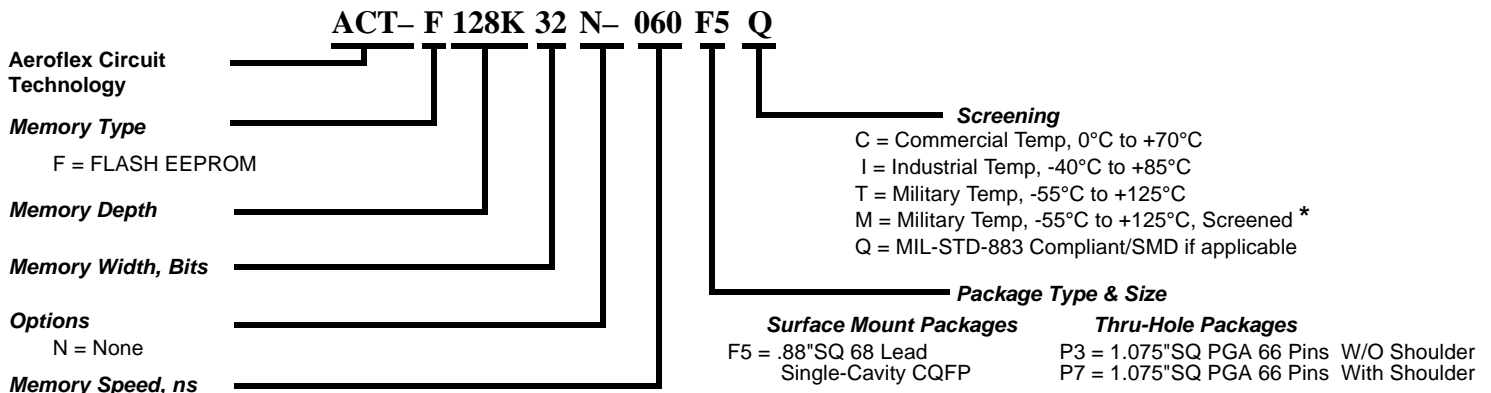 ACT– F 128K 32 N– 060 F5 Q
Aeroflex Circuit
Technology
Memory Type
F = FLASH EEPROM
Memory Depth
Memory Width, Bits
Options
N = None
Memory Speed, ns
Screening
C = Commercial Temp, 0°C to +70°C
I = Industrial Temp, -40°C to +85°C
T = Military Temp, -55°C to +125°C
M = Military Temp, -55°C to +125°C, Screened *
Q = MIL-STD-883 Compliant/SMD if applicable
Package Type & Size
Surface Mount Packages
F5 = .88"SQ 68 Lead
Single-Cavity CQFP
Thru-Hole Packages
P3 = 1.075"SQ PGA 66 Pins W/O Shoulder
P7 = 1.075"SQ PGA 66 Pins With Shoulder